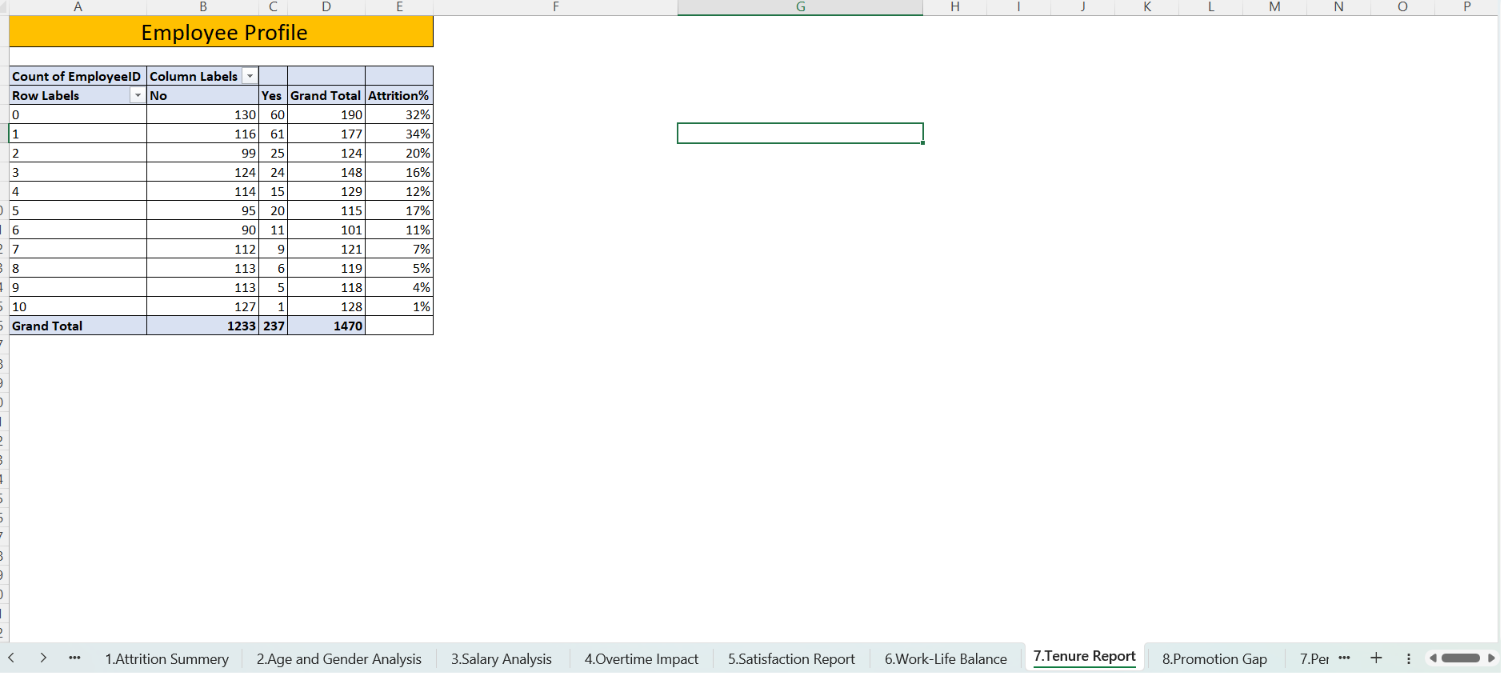 A B C D E F G H I J K L M N O P
Employee Profile
Count of EmployeeID Column Labels
Row Labels No Yes Grand Total Attrition%
0 130 60 190 32%
1 116 61 177 34%
2 99 25 124 20%
3 124 24 148 16%
4 114 15 129 12%
5 95 20 115 17%
6 90 11 101 11%
7 112 9 121 7%
8 113 6 119 5%
9 113 5 118 4%
10 127 1 128 1%
Grand Total 1233 237 1470
1.Attrition Summary 2.Age and Gender Analysis 3.Salary Analysis 4.Overtime Impact 5.Satisfaction Report 6.Work-Life Balance 7.Tenure Report 8.Promotion Gap 7.Per